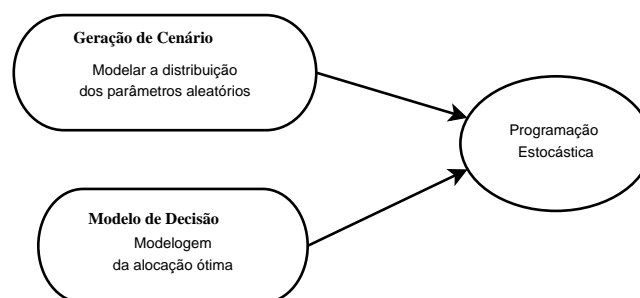 Geração de Cenário
Modelar a distribuição
dos parâmetros aleatórios
Programação
Estocástica
Modelo de Decisão
Modelogem
da alocação ótima